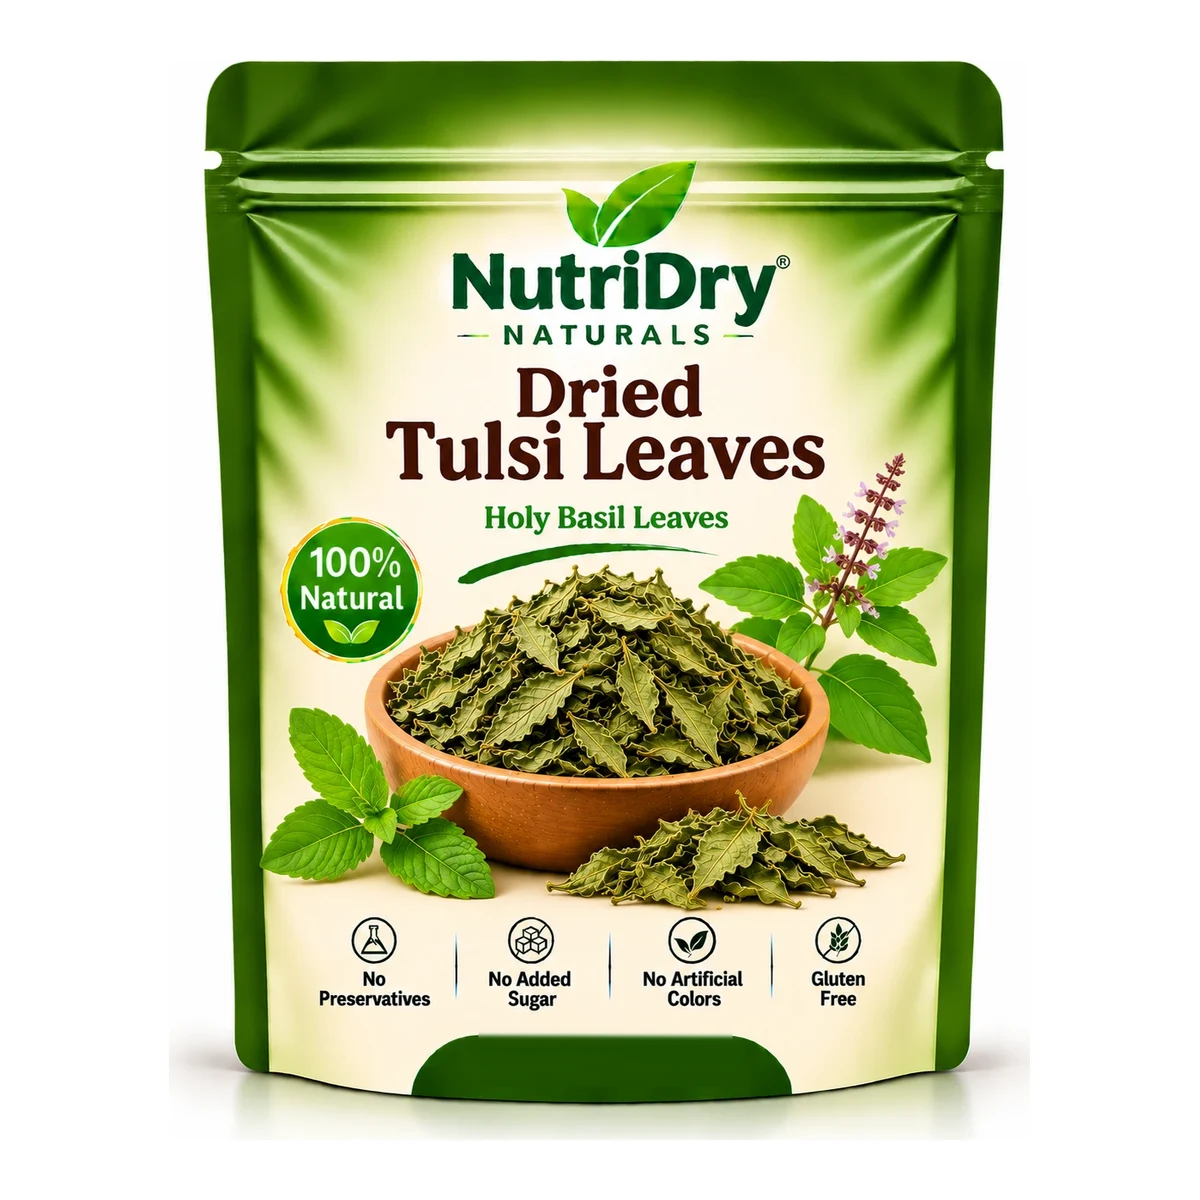 NutriDry®
NATURALS
Dried
Tulsi Leaves
Holy Basil Leaves
100%
Natural
No
Preservatives
No Added
Sugar
No Artificial
Colors
Gluten
Free